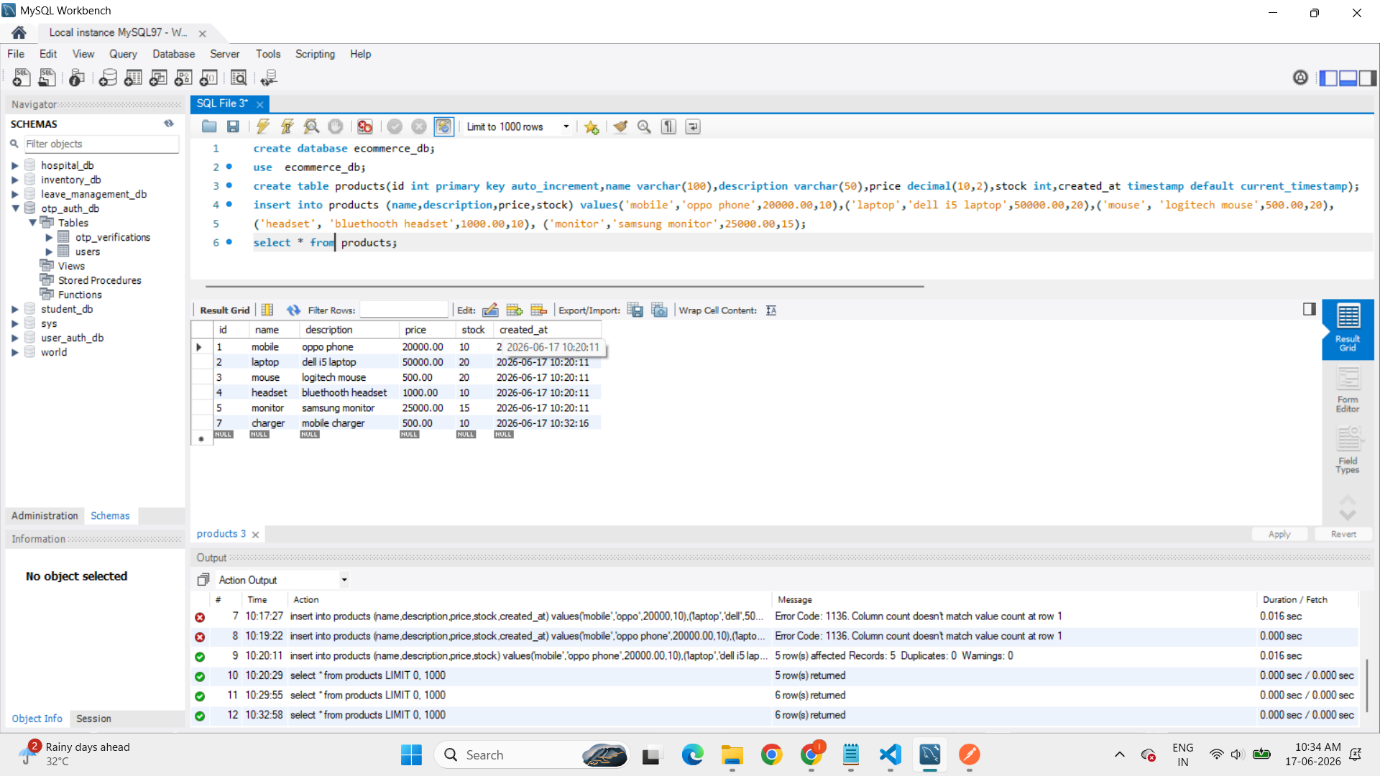 MySQL Workbench
Local instance MySQL97 - W...
File Edit View Query Database Server Tools Scripting Help
Navigator
SCHEMAS
Filter objects
hospital_db
inventory_db
leave_management_db
otp_auth_db
Tables
otp_verifications
users
Views
Stored Procedures
Functions
student_db
sys
user_auth_db
world
Administration Schemas
Information
No object selected
Object Info Session
SQL File 3*
Limit to 1000 rows
1 create database ecommerce_db;
2 use  ecommerce_db;
3 create table products(id int primary key auto_increment,name varchar(100),description varchar(50),price decimal(10,2),stock int,created_at timestamp default current_timestamp);
4 insert into products (name,description,price,stock) values('mobile','oppo phone',20000.00,10),('laptop','dell i5 laptop',50000.00,20),('mouse', 'logitech mouse',500.00,20),
5 ('headset', 'bluethooth headset',1000.00,10), ('monitor','samsung monitor',25000.00,15);
6 select * from products;
Result Grid Filter Rows: Edit: Export/Import: Wrap Cell Content:
id name description price stock created_at
1 mobile oppo phone 20000.00 10 2 2026-06-17 10:20:11
2 laptop dell i5 laptop 50000.00 20 2026-06-17 10:20:11
3 mouse logitech mouse 500.00 20 2026-06-17 10:20:11
4 headset bluethooth headset 1000.00 10 2026-06-17 10:20:11
5 monitor samsung monitor 25000.00 15 2026-06-17 10:20:11
7 charger mobile charger 500.00 10 2026-06-17 10:32:16
NULL NULL NULL NULL NULL NULL
Result Grid
Form Editor
Field Types
products 3
Apply Revert
Output
Action Output
# Time Action Message Duration / Fetch
7 10:17:27 insert into products (name,description,price,stock,created_at) values('mobile','oppo',20000,10),('laptop','dell',50... Error Code: 1136. Column count doesn't match value count at row 1 0.016 sec
8 10:19:22 insert into products (name,description,price,stock,created_at) values('mobile','oppo phone',20000.00,10),('lapto... Error Code: 1136. Column count doesn't match value count at row 1 0.000 sec
9 10:20:11 insert into products (name,description,price,stock) values('mobile','oppo phone',20000.00,10),('laptop','dell i5 lap... 5 row(s) affected Records: 5 Duplicates: 0 Warnings: 0 0.016 sec
10 10:20:29 select * from products LIMIT 0, 1000 5 row(s) returned 0.000 sec / 0.000 sec
11 10:29:55 select * from products LIMIT 0, 1000 6 row(s) returned 0.000 sec / 0.000 sec
12 10:32:58 select * from products LIMIT 0, 1000 6 row(s) returned 0.000 sec / 0.000 sec
2
Rainy days ahead
32°C
Search
1
ENG
IN
10:34 AM
17-06-2026